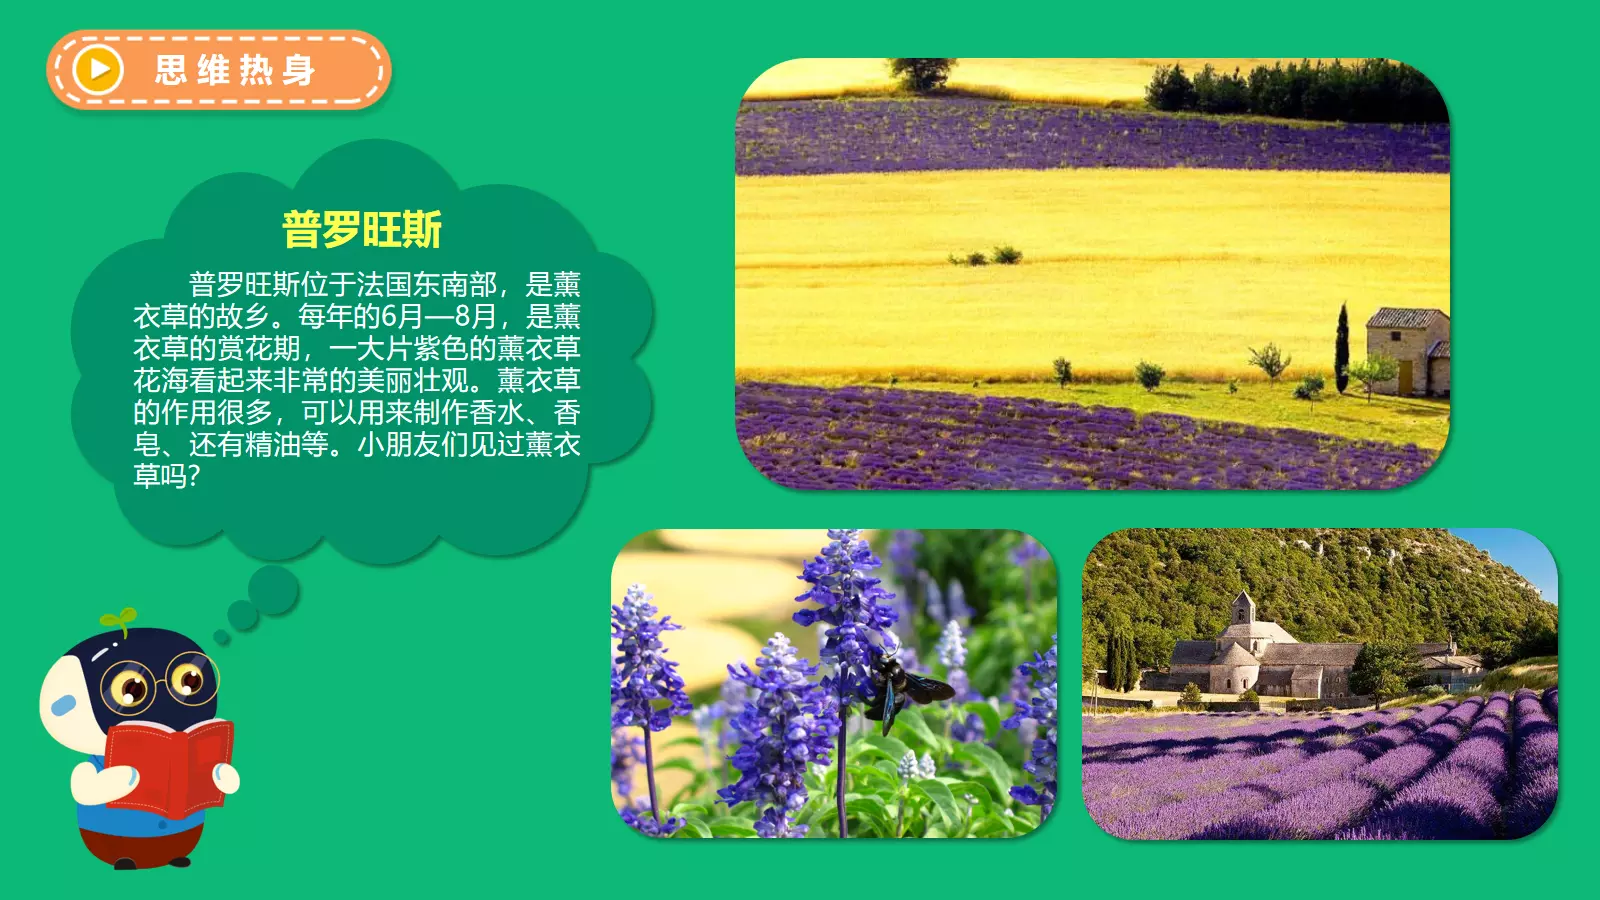 思维热身
普罗旺斯
普罗旺斯位于法国东南部，是薰
衣草的故乡。每年的6月—8月，是薰
衣草的赏花期，一大片紫色的薰衣草
花海看起来非常的美丽壮观。薰衣草
的作用很多，可以用来制作香水、香
皂、还有精油等。小朋友们见过薰衣
草吗？